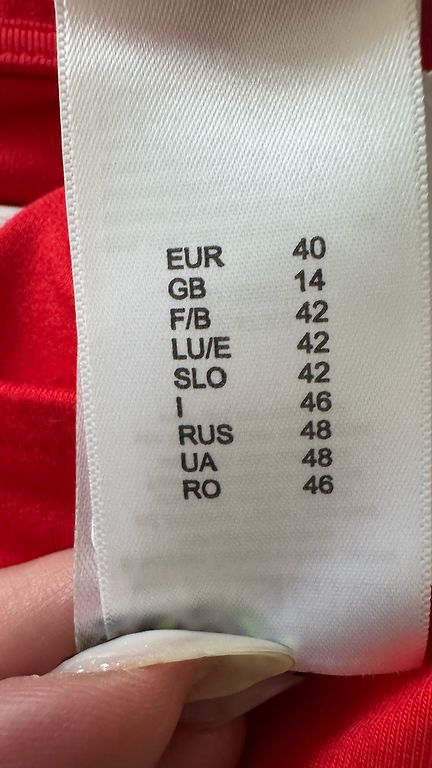 EUR 40
GB 14
F/B 42
LU/E 42
SLO 42
I 46
RUS 48
UA 48
RO 46